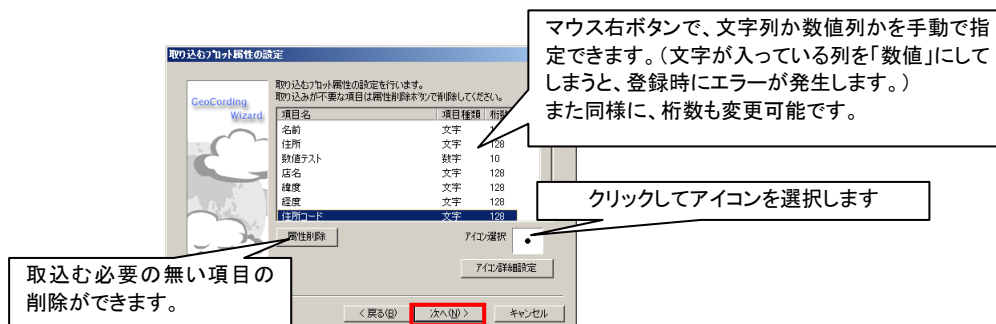 マウス右ボタンで、文字列か数値列かを手動で指
定できます。（文字が入っている列を「数値」にして
しまうと、登録時にエラーが発生します。）
また同様に、桁数も変更可能です。
取り込むプロット属性の設定
取り込むプロット属性の設定を行います。
取り込みが不要な項目は属性削除ボタンで削除してください。
GeoCording
Wizard
項目名 項目種類 桁数
名前 文字
住所 文字 128
数値テスト 数字 10
店名 文字 128
緯度 文字 128
経度 文字 128
住所コード 文字 128
クリックしてアイコンを選択します
属性削除 アイコン選択
アイコン詳細設定
取込む必要の無い項目の
削除ができます。
< 戻る(B) 次へ(N) > キャンセル